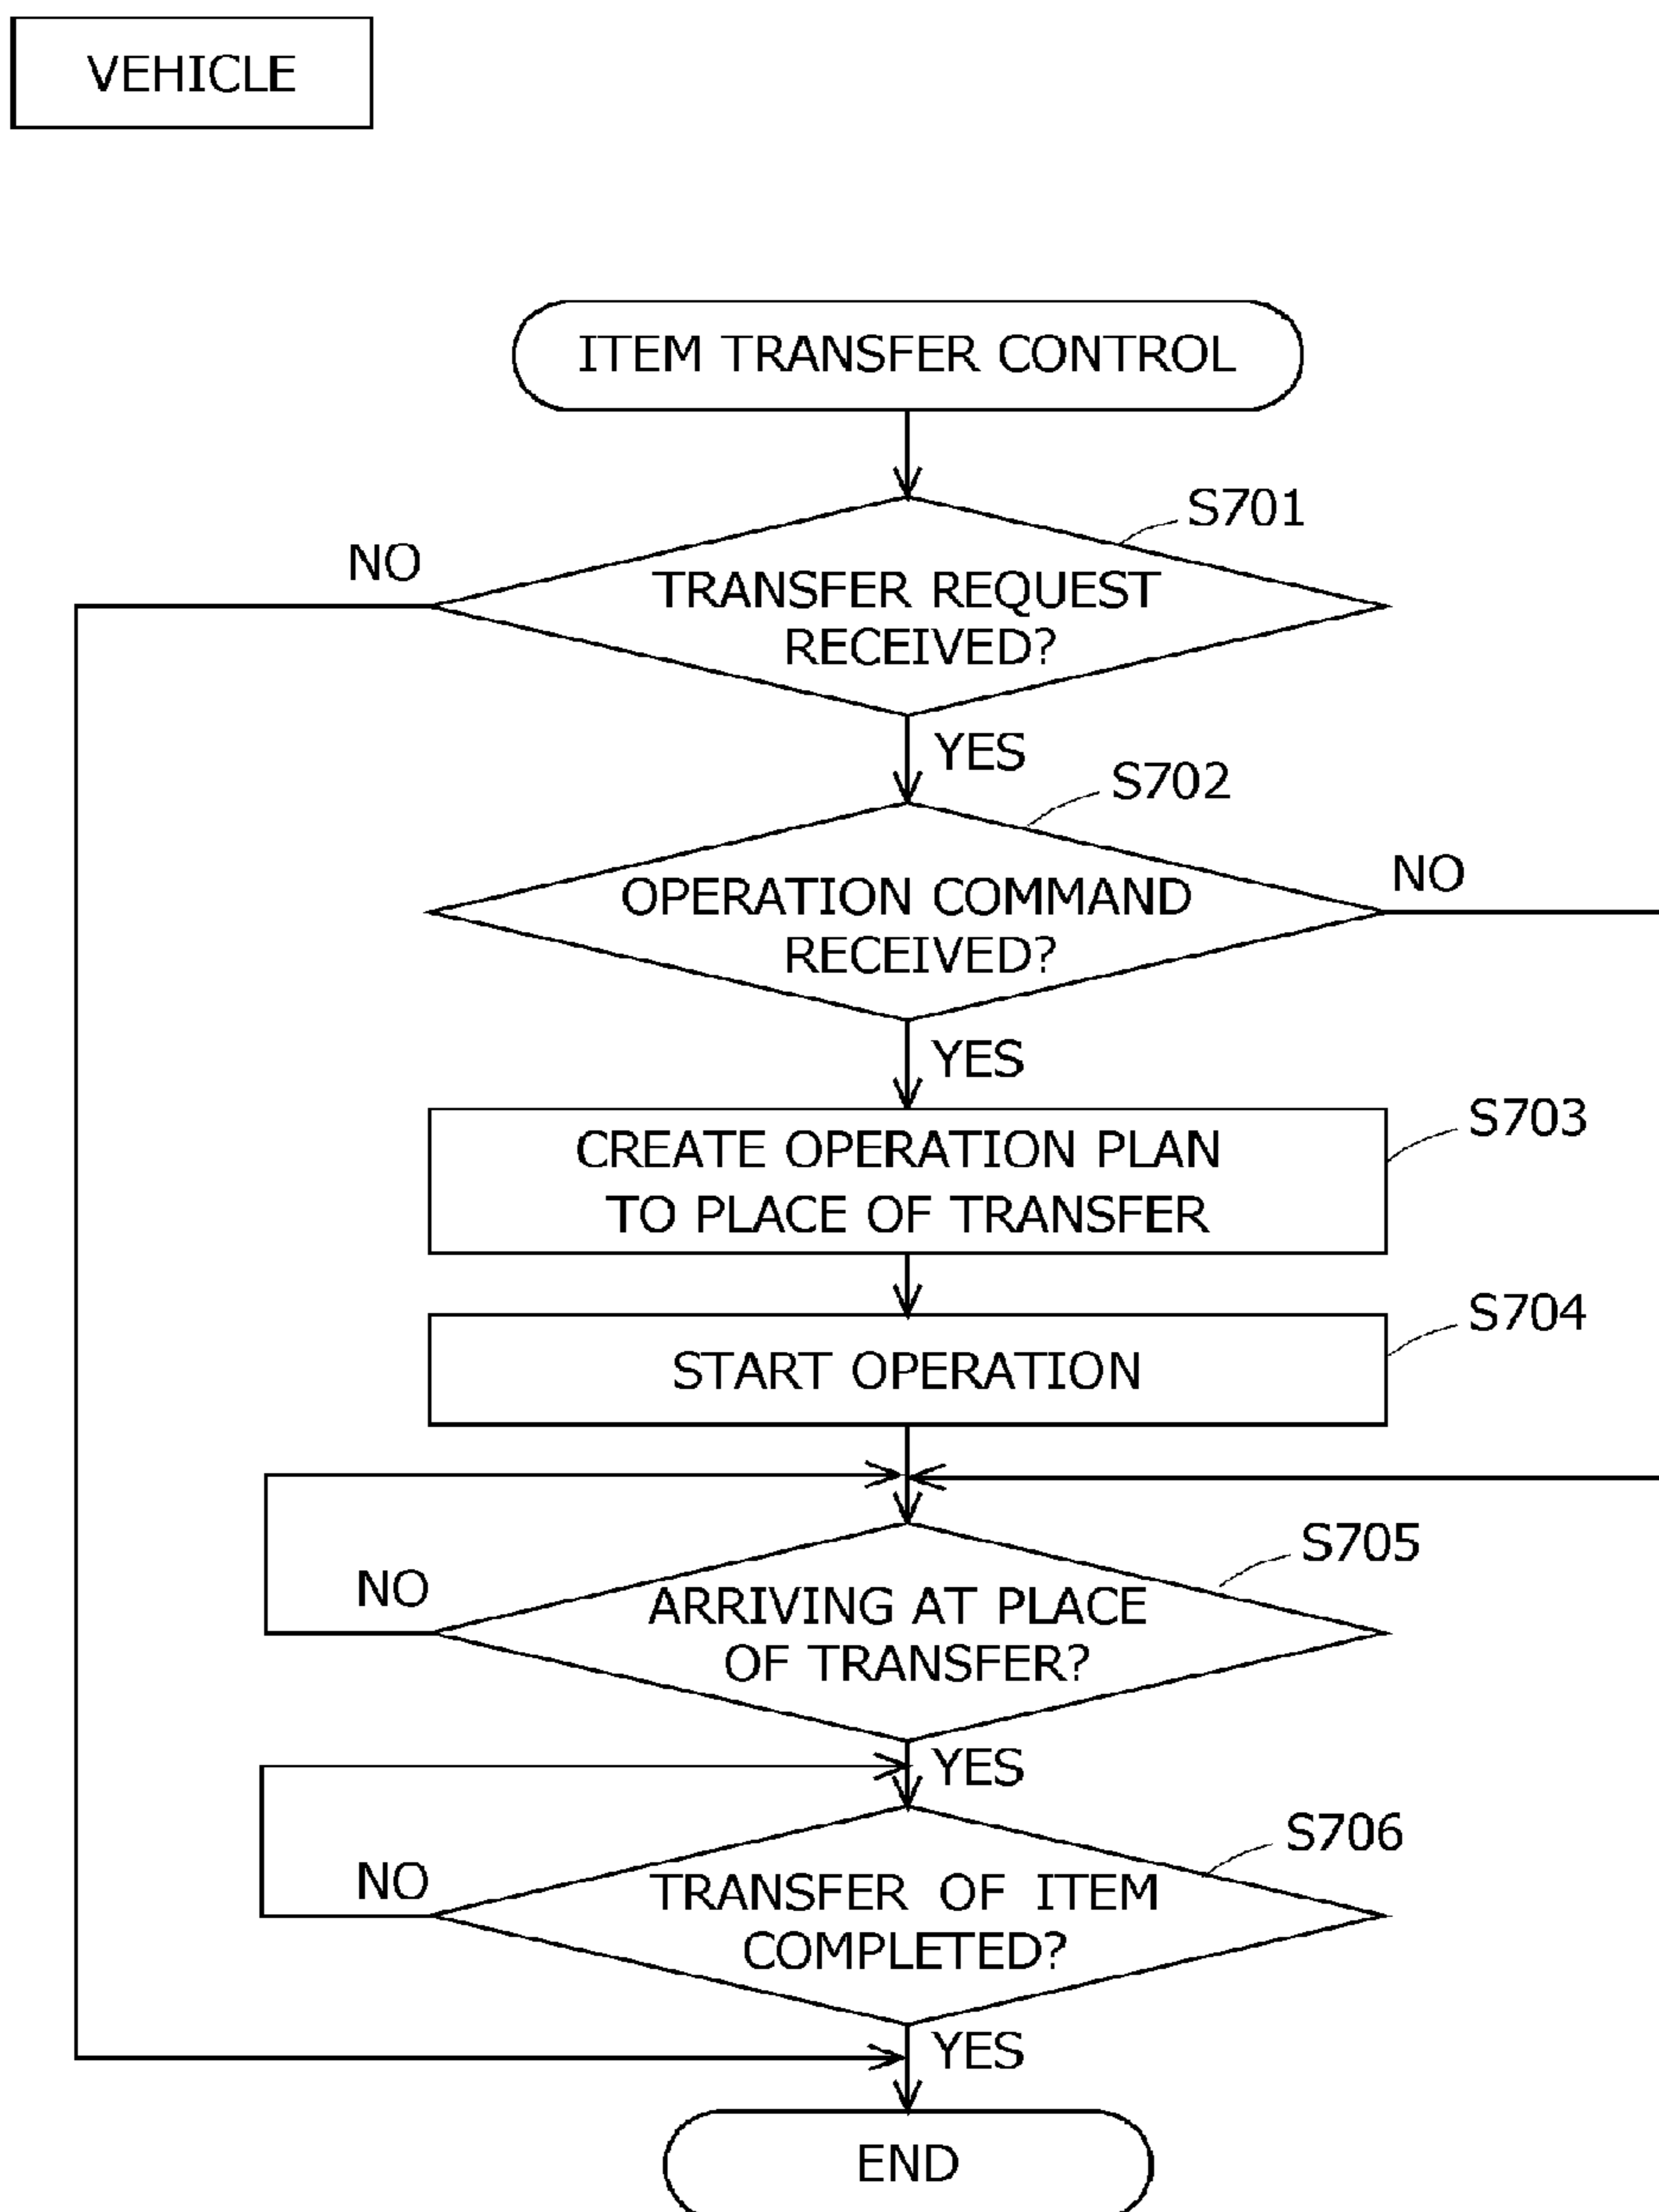 VEHICLE
ITEM TRANSFER CONTROL
S701
NO
TRANSFER REQUEST
RECEIVED?
YES
S702
NO
OPERATION COMMAND
RECEIVED?
YES
S703
CREATE OPERATION PLAN
TO PLACE OF TRANSFER
S704
START OPERATION
S705
NO
ARRIVING AT PLACE
OF TRANSFER?
YES
S706
NO
TRANSFER OF ITEM
COMPLETED?
YES
END